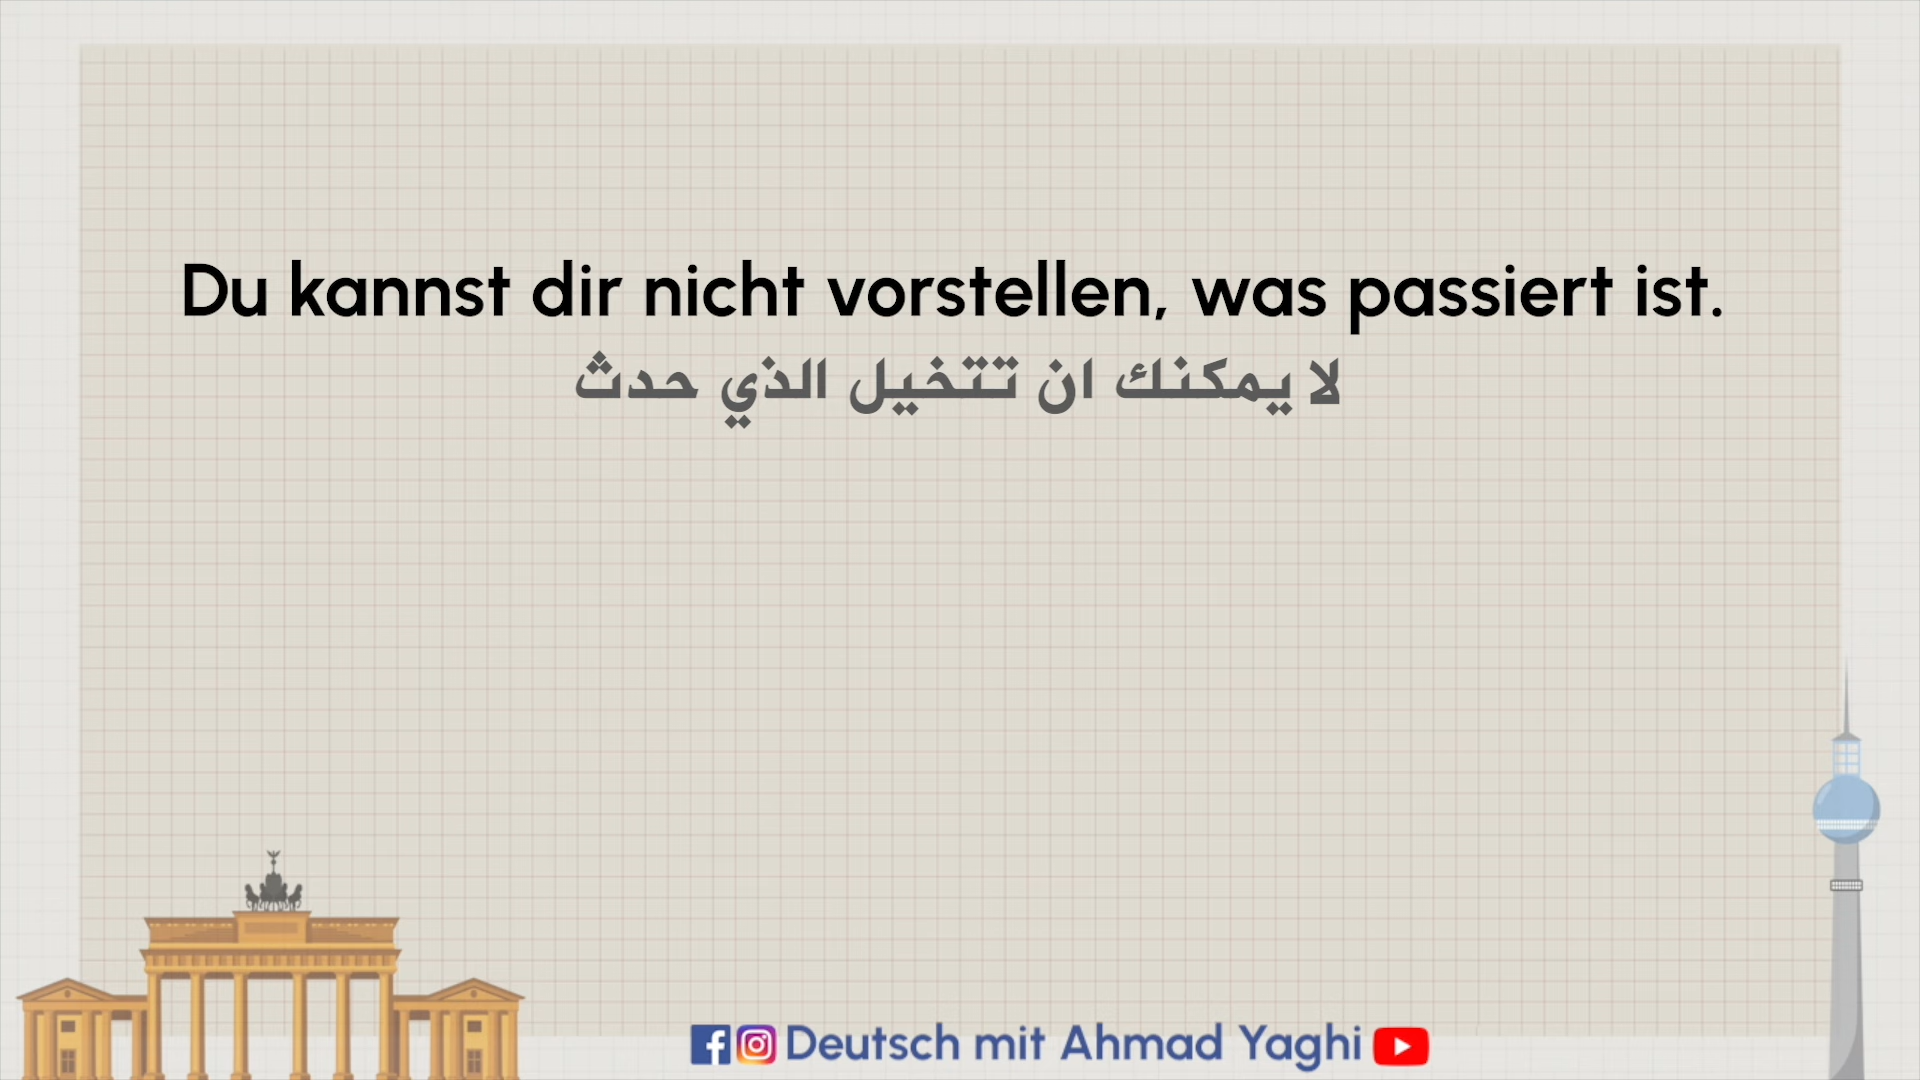 Du kannst dir nicht vorstellen, was passiert ist.
لا يمكنك ان تتخيل الذي حدث
Deutsch mit Ahmad Yaghi